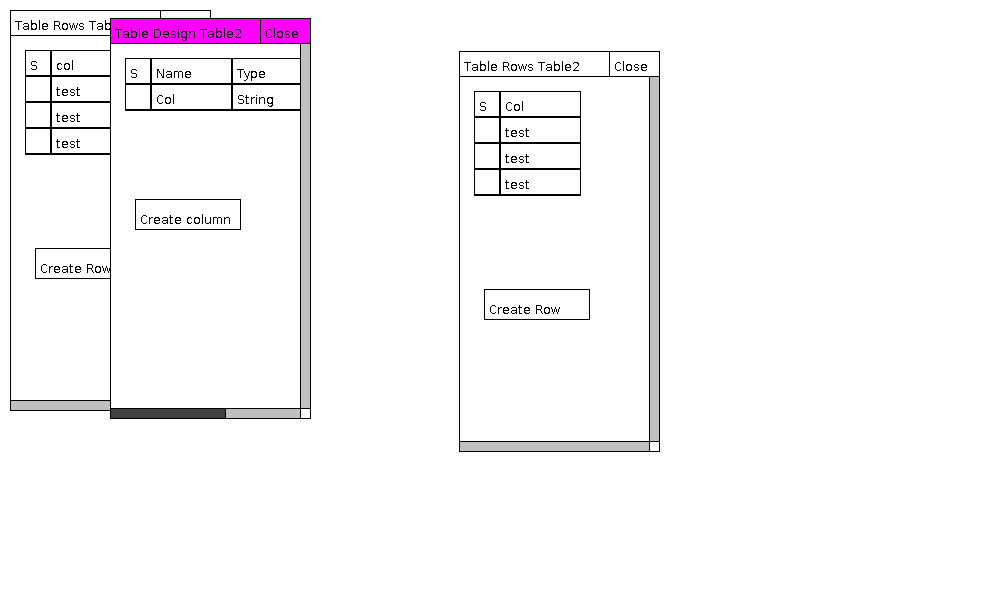 Table Rows Tab
S col
test
test
test
Create Row
Table Design Table2 Close
S Name Type
Col String
Create column
Table Rows Table2 Close
S Col
test
test
test
Create Row